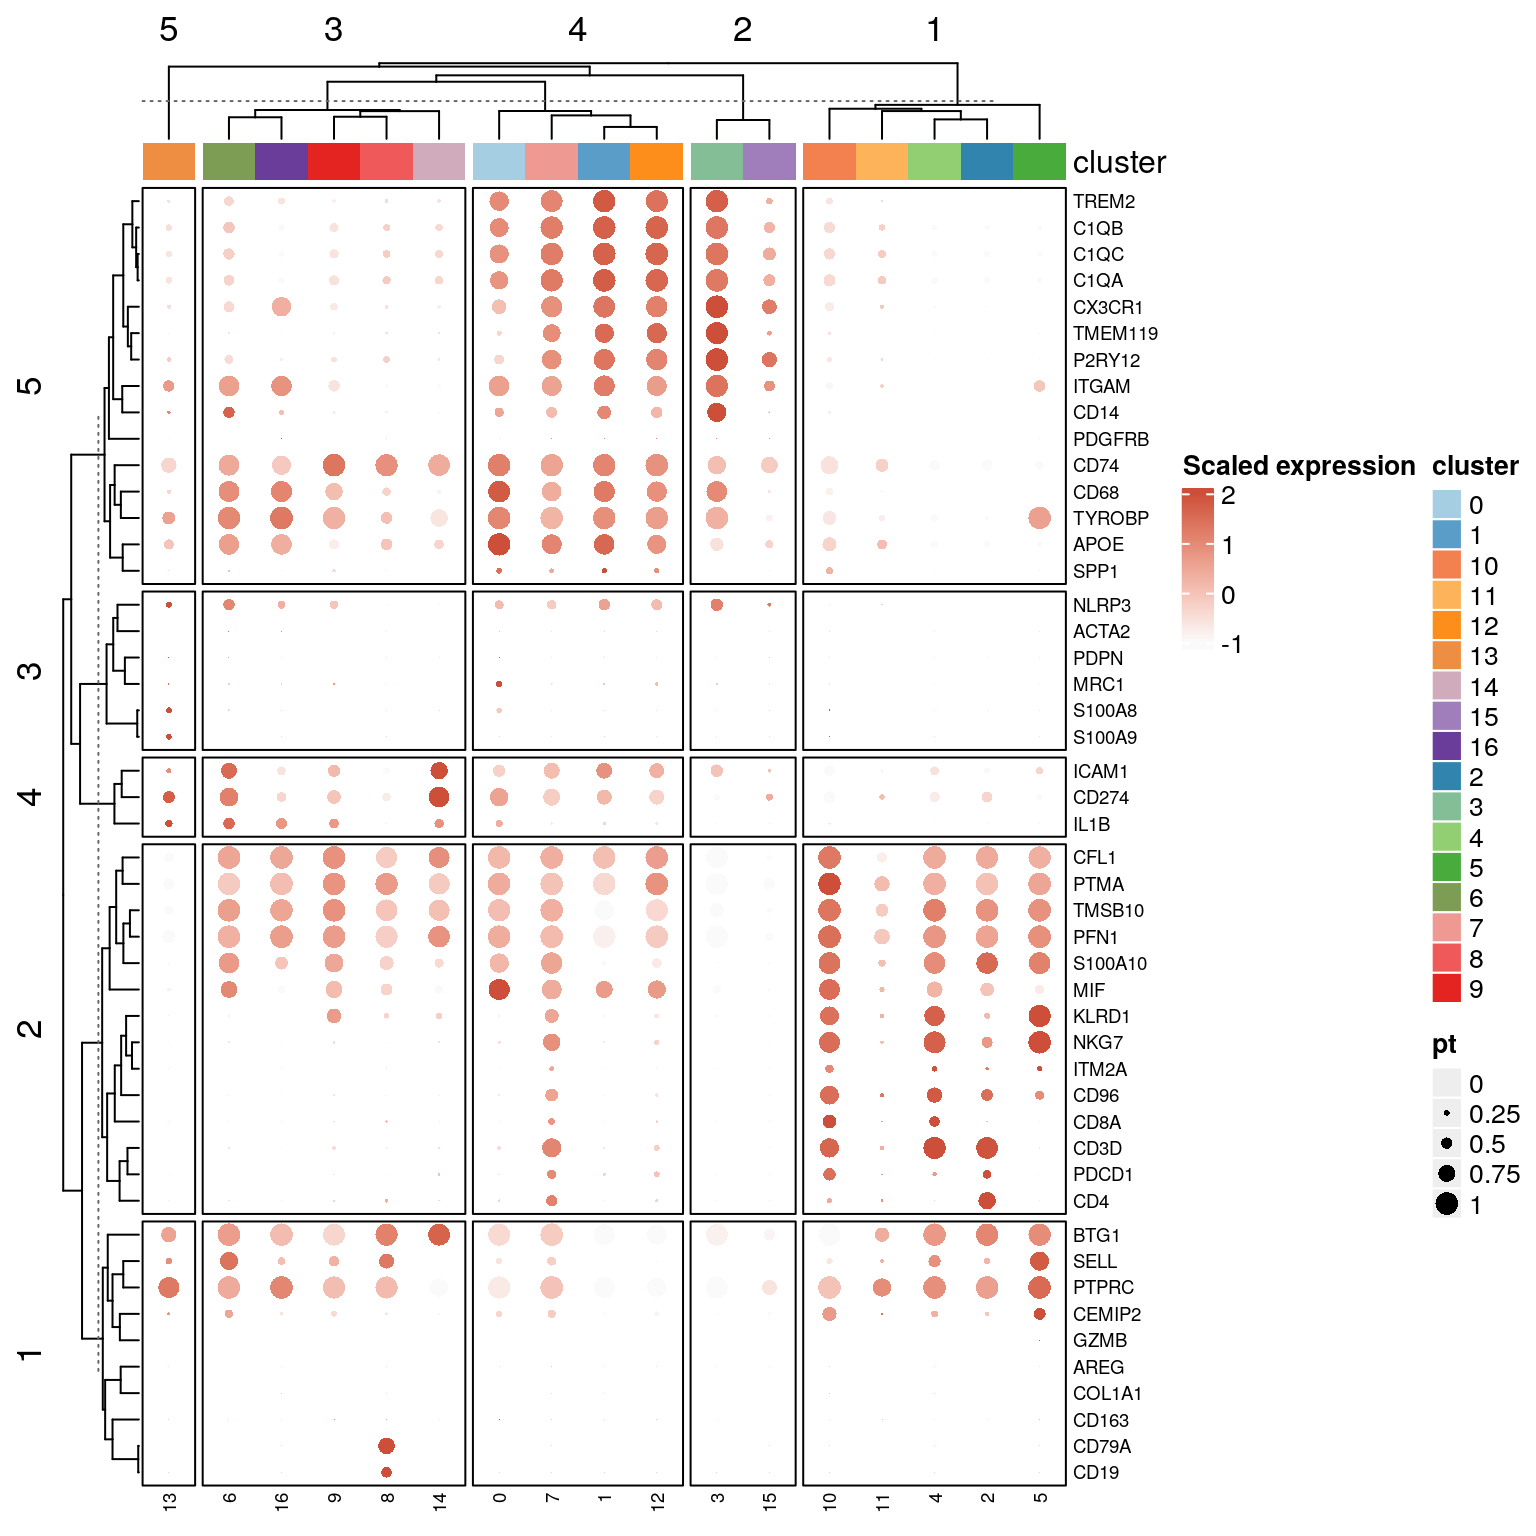 5 3 4 2 1
cluster
TREM2
C1QB
C1QC
C1QA
CX3CR1
TMEM119
P2RY12
ITGAM
CD14
PDGFRB
CD74
CD68
TYROBP
APOE
SPP1
5
NLRP3
ACTA2
PDPN
MRC1
S100A8
S100A9
3
ICAM1
CD274
IL1B
4
CFL1
PTMA
TMSB10
PFN1
S100A10
MIF
KLRD1
NKG7
ITM2A
CD96
CD8A
CD3D
PDCD1
CD4
2
BTG1
SELL
PTPRC
CEMIP2
GZMB
AREG
COL1A1
CD163
CD79A
CD19
1
13 6 16 9 8 14 0 7 1 12 3 15 10 11 4 2 5
Scaled expression
2
1
0
-1
cluster
0
1
10
11
12
13
14
15
16
2
3
4
5
6
7
8
9
pt
0
0.25
0.5
0.75
1